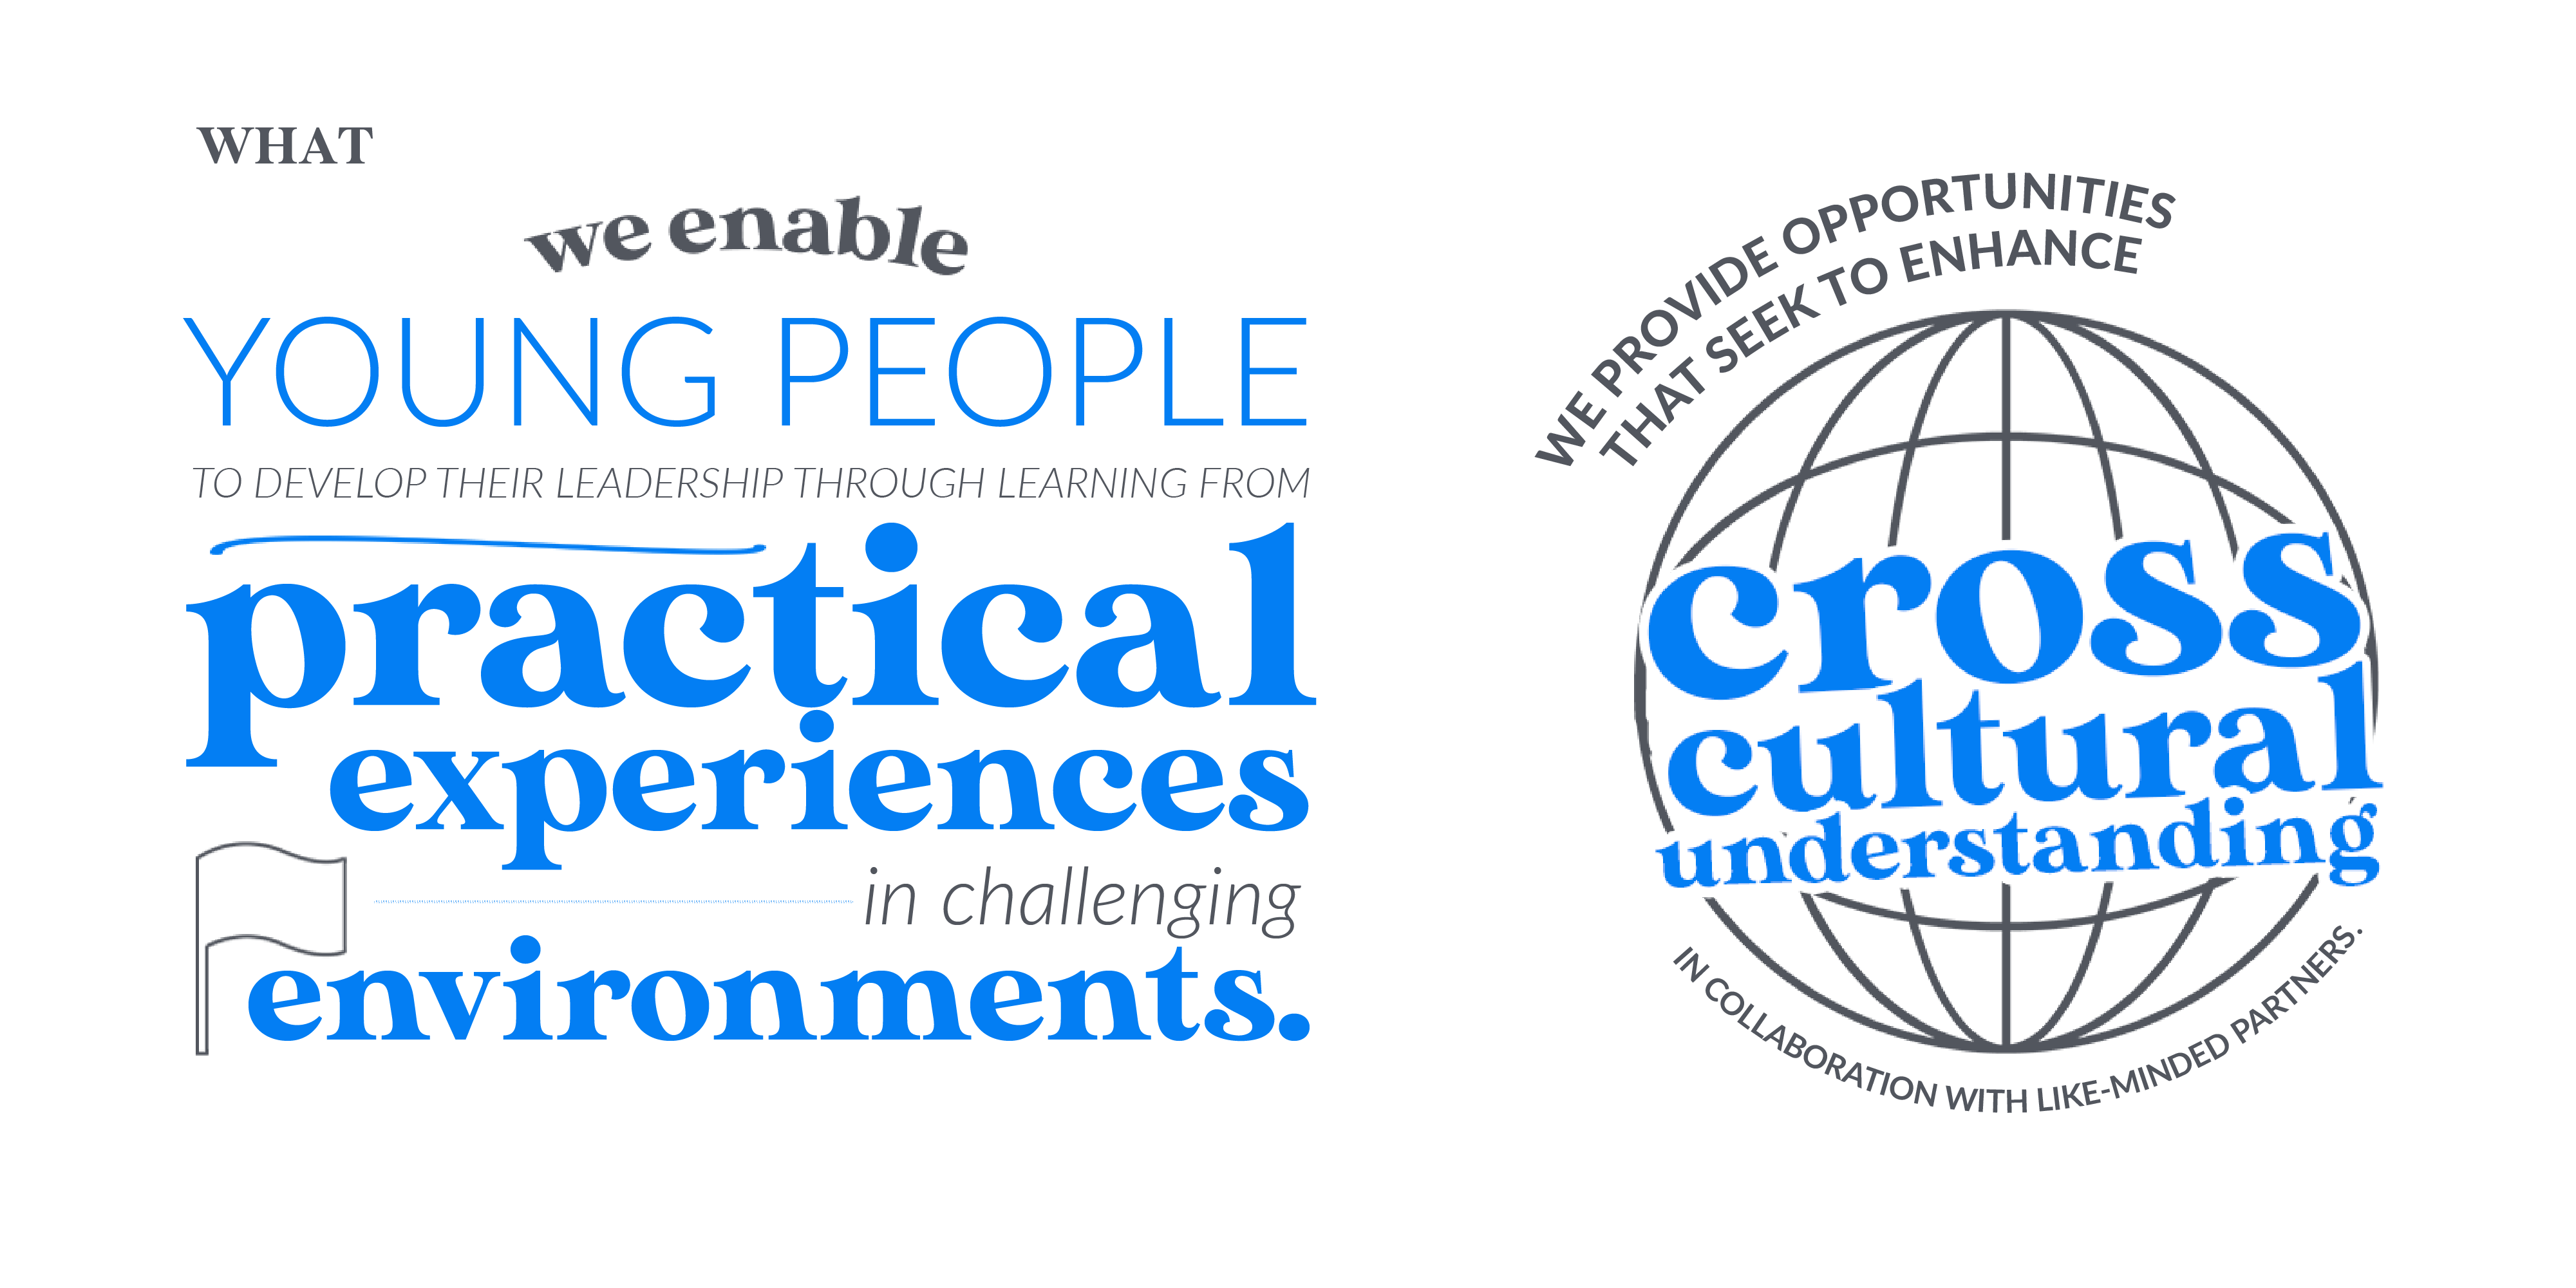 WHAT
we enable
YOUNG PEOPLE
TO DEVELOP THEIR LEADERSHIP THROUGH LEARNING FROM
practical
experiences
in challenging
environments.
WE PROVIDE OPPORTUNITIES
THAT SEEK TO ENHANCE
cross
cultural
understanding
IN COLLABORATION WITH LIKE-MINDED PARTNERS.